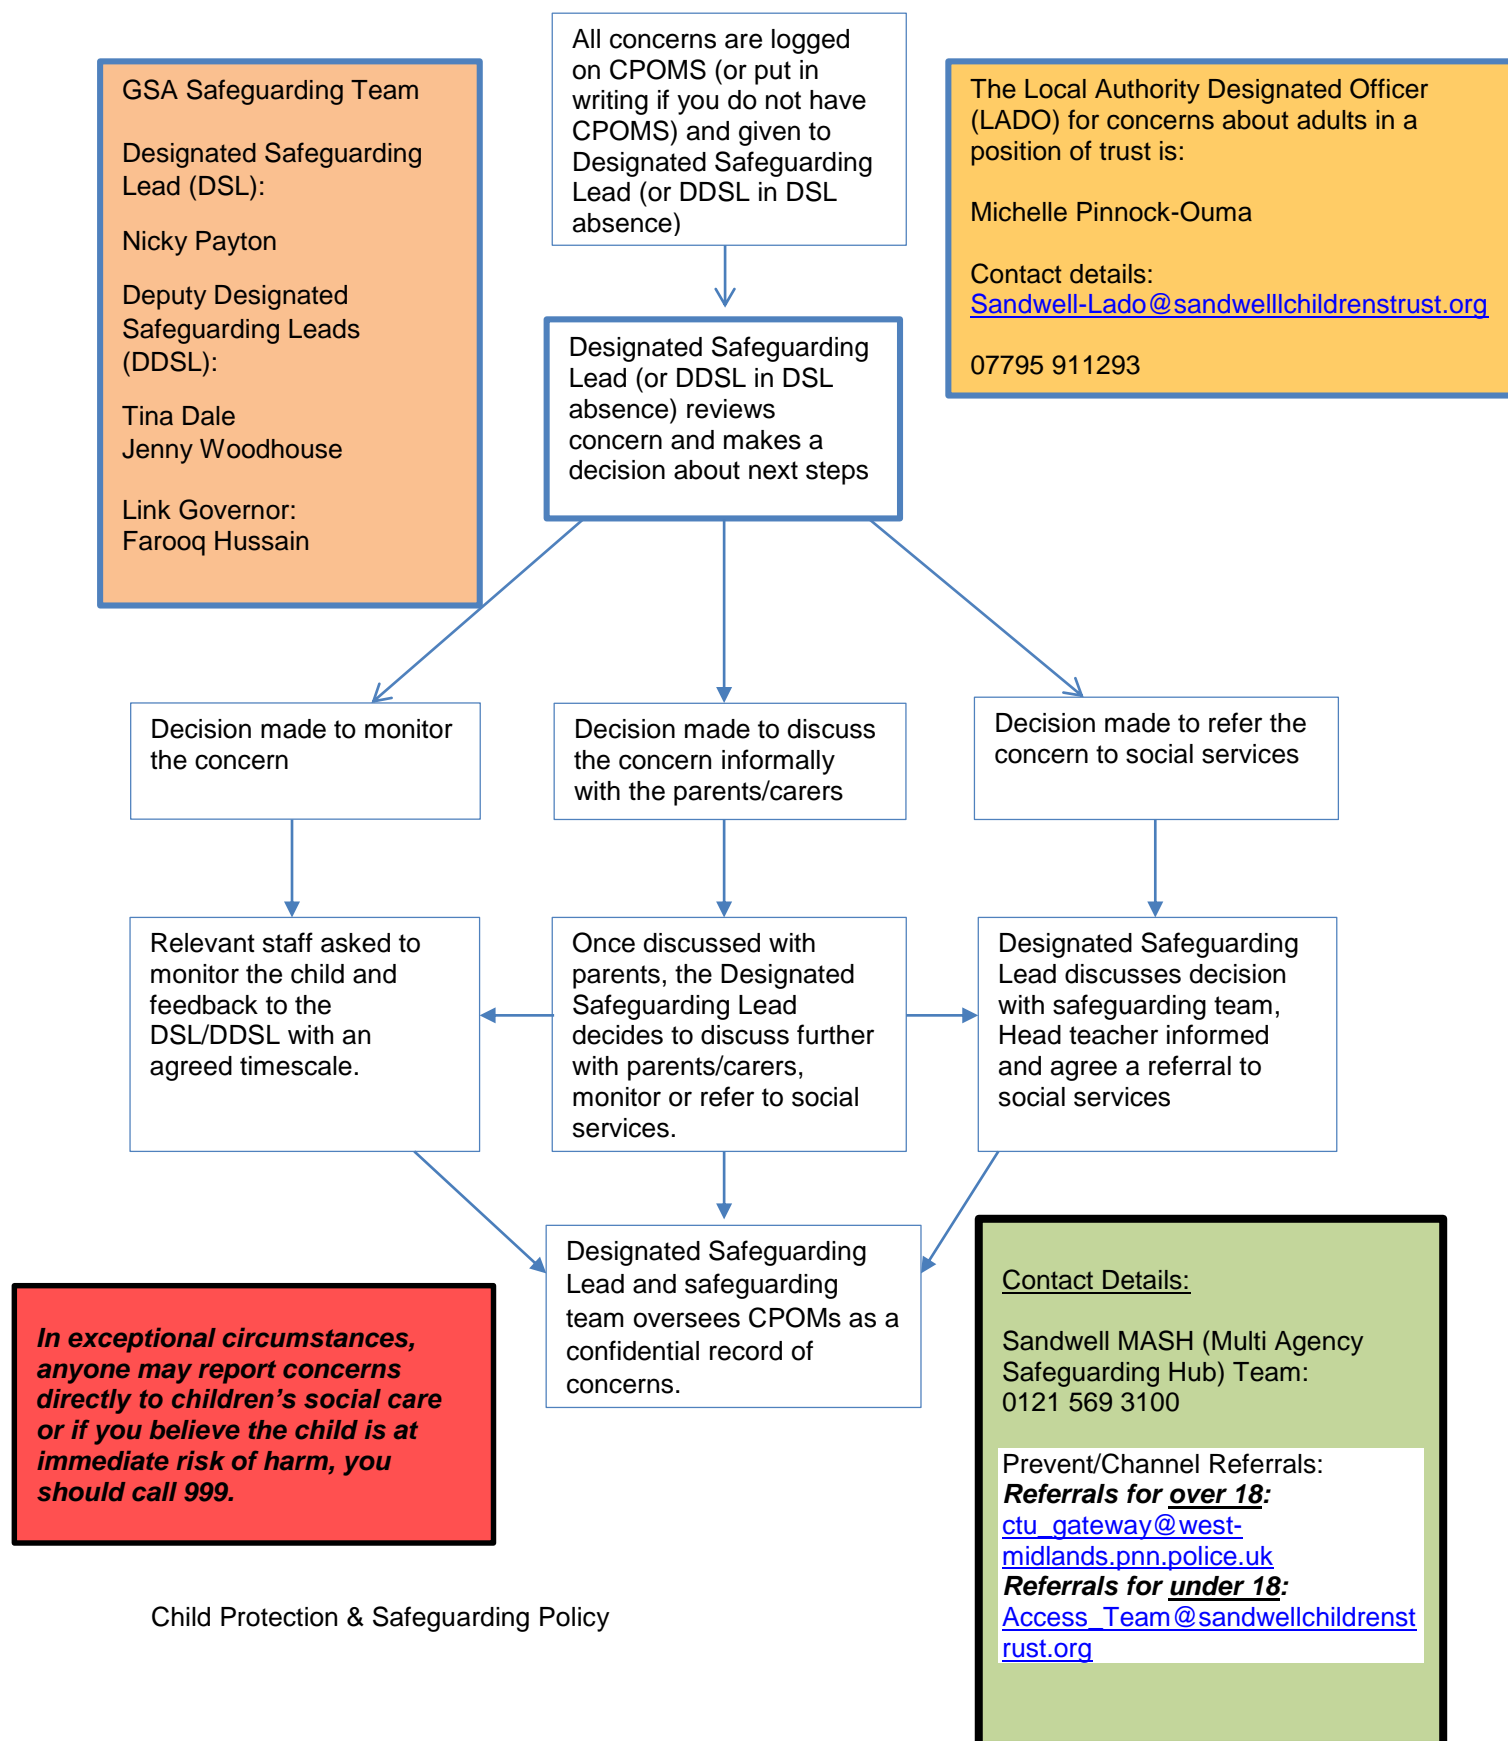 All concerns are logged
on CPOMS (or put in
writing if you do not have
CPOMS) and given to
Designated Safeguarding
Lead (or DDSL in DSL
absence)
GSA Safeguarding Team
Designated Safeguarding
Lead (DSL):
Nicky Payton
Deputy Designated
Safeguarding Leads
(DDSL):
Tina Dale
Jenny Woodhouse
Link Governor:
Farooq Hussain
The Local Authority Designated Officer
(LADO) for concerns about adults in a
position of trust is:
Michelle Pinnock-Ouma
Contact details:
Sandwell-Lado@sandwelllchildrenstrust.org
07795 911293
Designated Safeguarding
Lead (or DDSL in DSL
absence) reviews
concern and makes a
decision about next steps
Decision made to monitor
the concern
Decision made to discuss
the concern informally
with the parents/carers
Decision made to refer the
concern to social services
Relevant staff asked to
monitor the child and
feedback to the
DSL/DDSL with an
agreed timescale.
Once discussed with
parents, the Designated
Safeguarding Lead
decides to discuss further
with parents/carers,
monitor or refer to social
services.
Designated Safeguarding
Lead discusses decision
with safeguarding team,
Head teacher informed
and agree a referral to
social services
Designated Safeguarding
Lead and safeguarding
team oversees CPOMs as a
confidential record of
concerns.
In exceptional circumstances,
anyone may report concerns
directly to children’s social care
or if you believe the child is at
immediate risk of harm, you
should call 999.
Contact Details:
Sandwell MASH (Multi Agency
Safeguarding Hub) Team:
0121 569 3100
Prevent/Channel Referrals:
Referrals for over 18:
ctu_gateway@west-
midlands.pnn.police.uk
Referrals for under 18:
Access_Team@sandwellchildrenst
rust.org
Child Protection & Safeguarding Policy